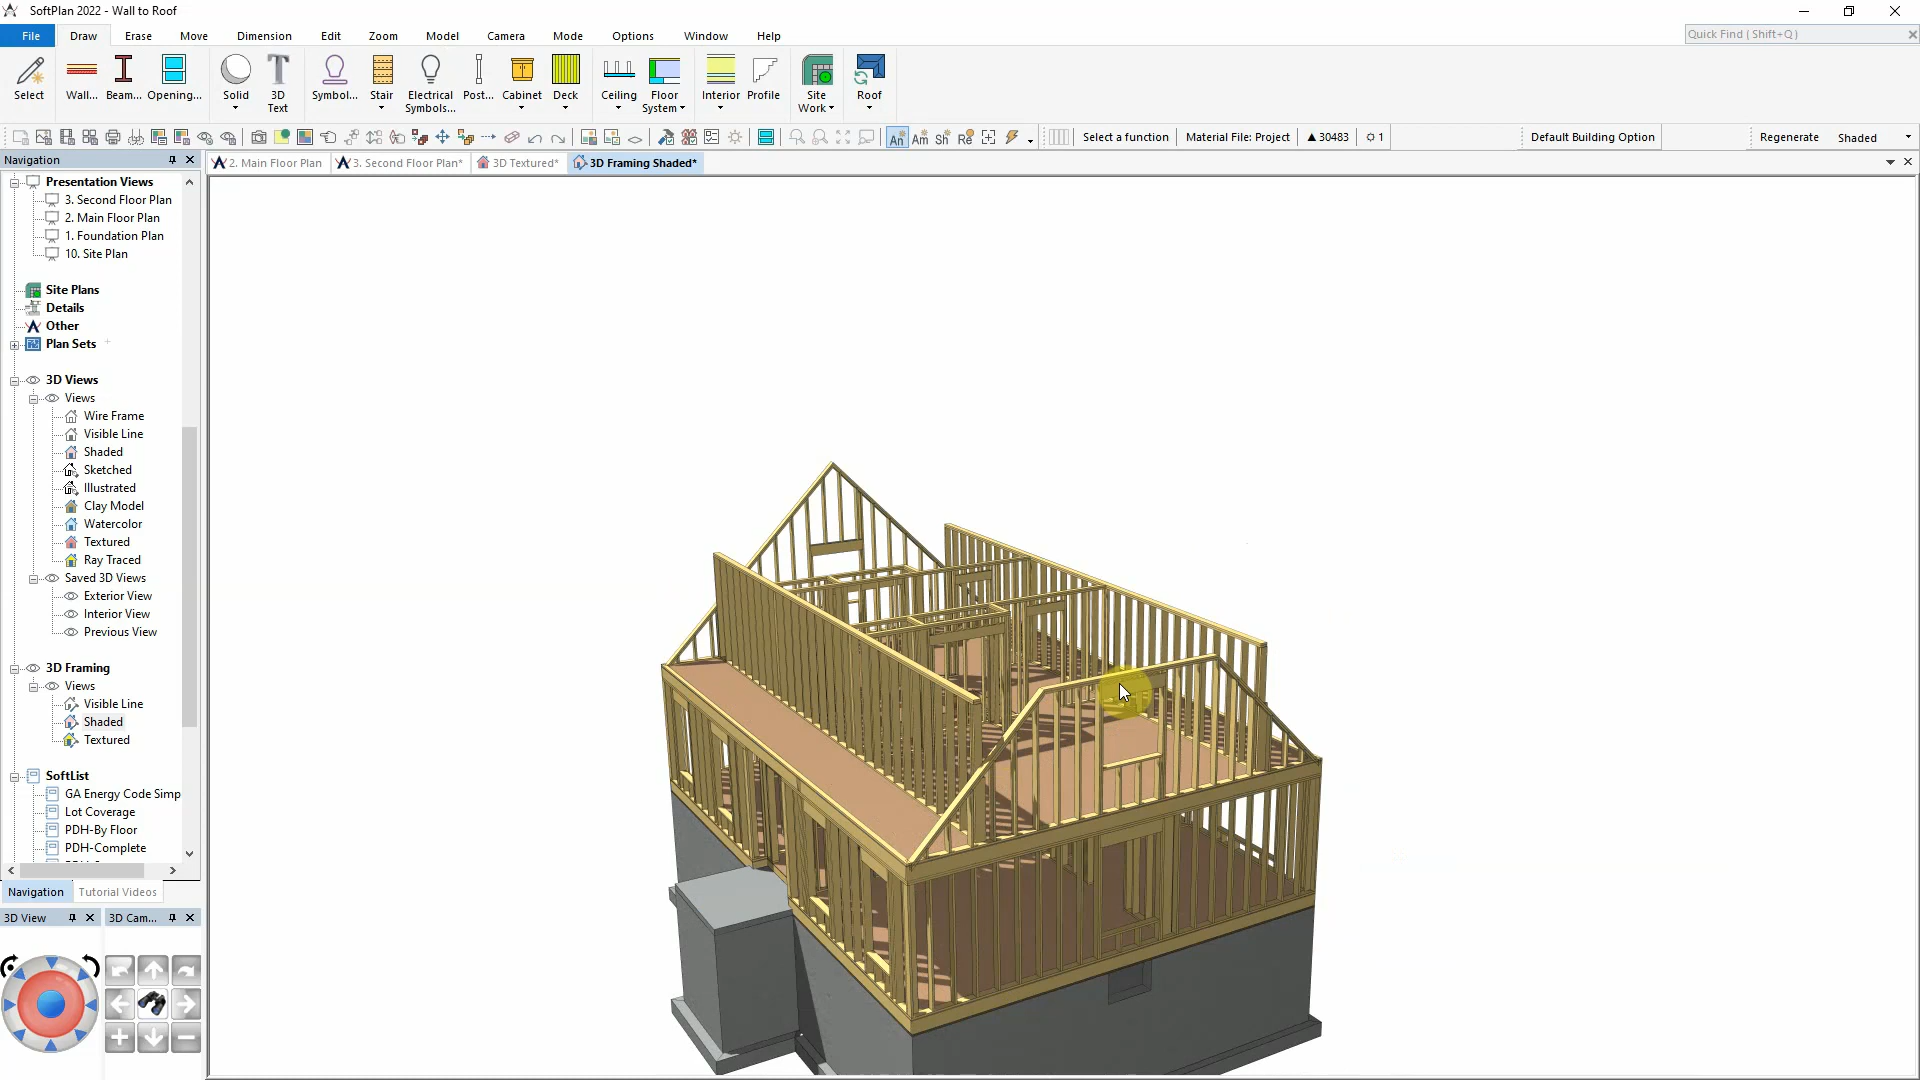 SoftPlan 2022 - Wall to Roof
File Draw Erase Move Dimension Edit Zoom Model Camera Mode Options Window Help
Quick Find ( Shift+Q )
Select Wall... Beam... Opening... Solid 3D Text Symbol... Stair Electrical Symbols... Post... Cabinet Deck Ceiling Floor System Interior Profile Site Work Roof
An Am Sh Re Select a function Material File: Project 30483 1 Default Building Option Regenerate Shaded
Navigation
2. Main Floor Plan 3. Second Floor Plan* 3D Textured* 3D Framing Shaded*
Presentation Views
3. Second Floor Plan
2. Main Floor Plan
1. Foundation Plan
10. Site Plan
Site Plans
Details
Other
Plan Sets
3D Views
Views
Wire Frame
Visible Line
Shaded
Sketched
Illustrated
Clay Model
Watercolor
Textured
Ray Traced
Saved 3D Views
Exterior View
Interior View
Previous View
3D Framing
Views
Visible Line
Shaded
Textured
SoftList
GA Energy Code Simp
Lot Coverage
PDH-By Floor
PDH-Complete
Navigation Tutorial Videos
3D View 3D Cam...